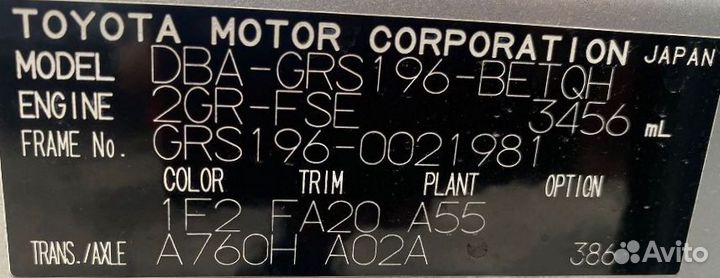 TOYOTA MOTOR CORPORATION JAPAN
MODEL DBA-GRS196-BETQH
ENGINE 2GR-FSE 3456 mL
FRAME No. GRS196-0021981
COLOR TRIM PLANT OPTION
1E2 FA20 A55
TRANS./AXLE A760H A02A 386
Avito